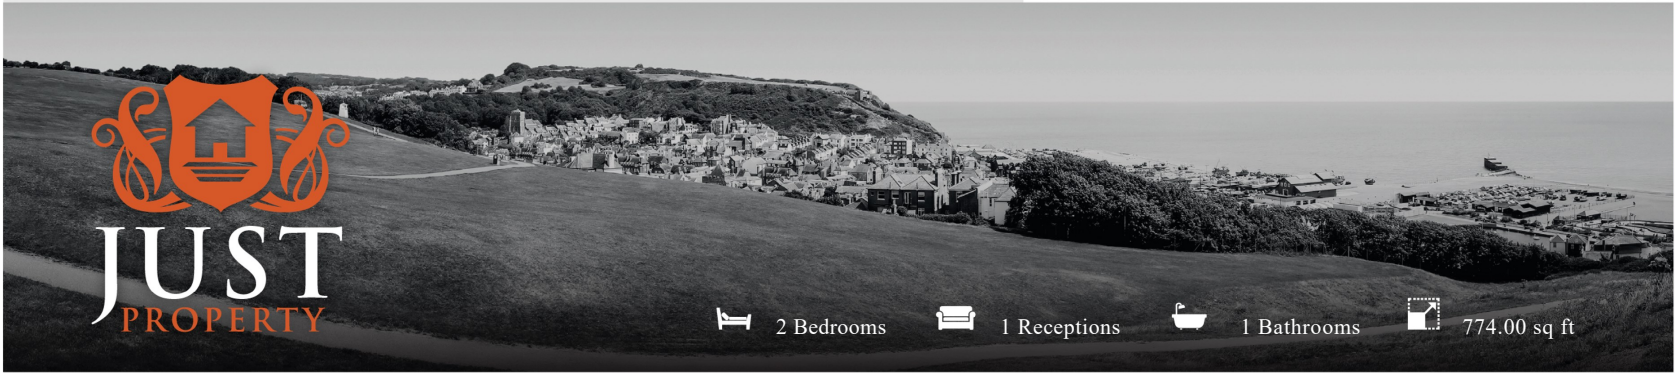 JUST
PROPERTY
2 Bedrooms
1 Receptions
1 Bathrooms
774.00 sq ft